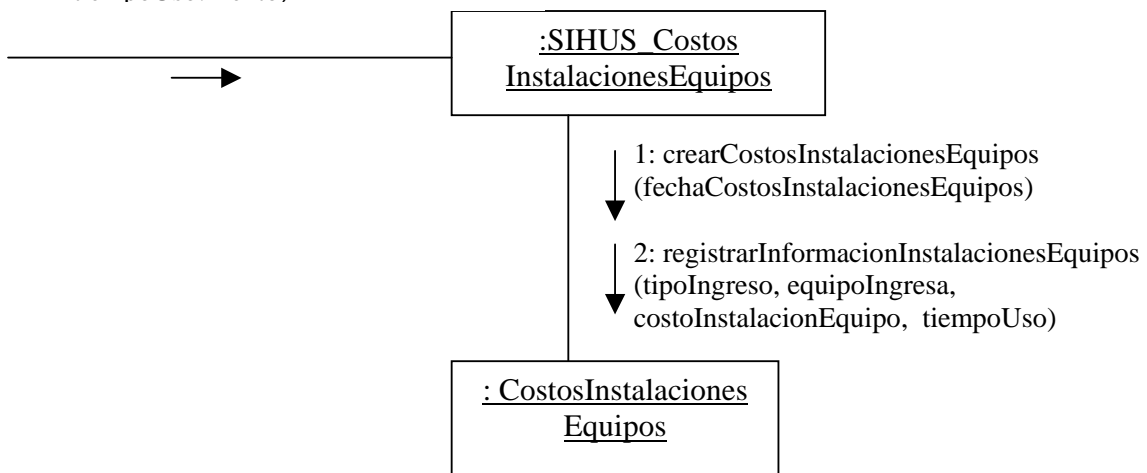 :SIHUS_Costos
InstalacionesEquipos
1: crearCostosInstalacionesEquipos
(fechaCostosInstalacionesEquipos)
2: registrarInformacionInstalacionesEquipos
(tipoIngreso, equipoIngresa,
costoInstalacionEquipo, tiempoUso)
: CostosInstalaciones
Equipos